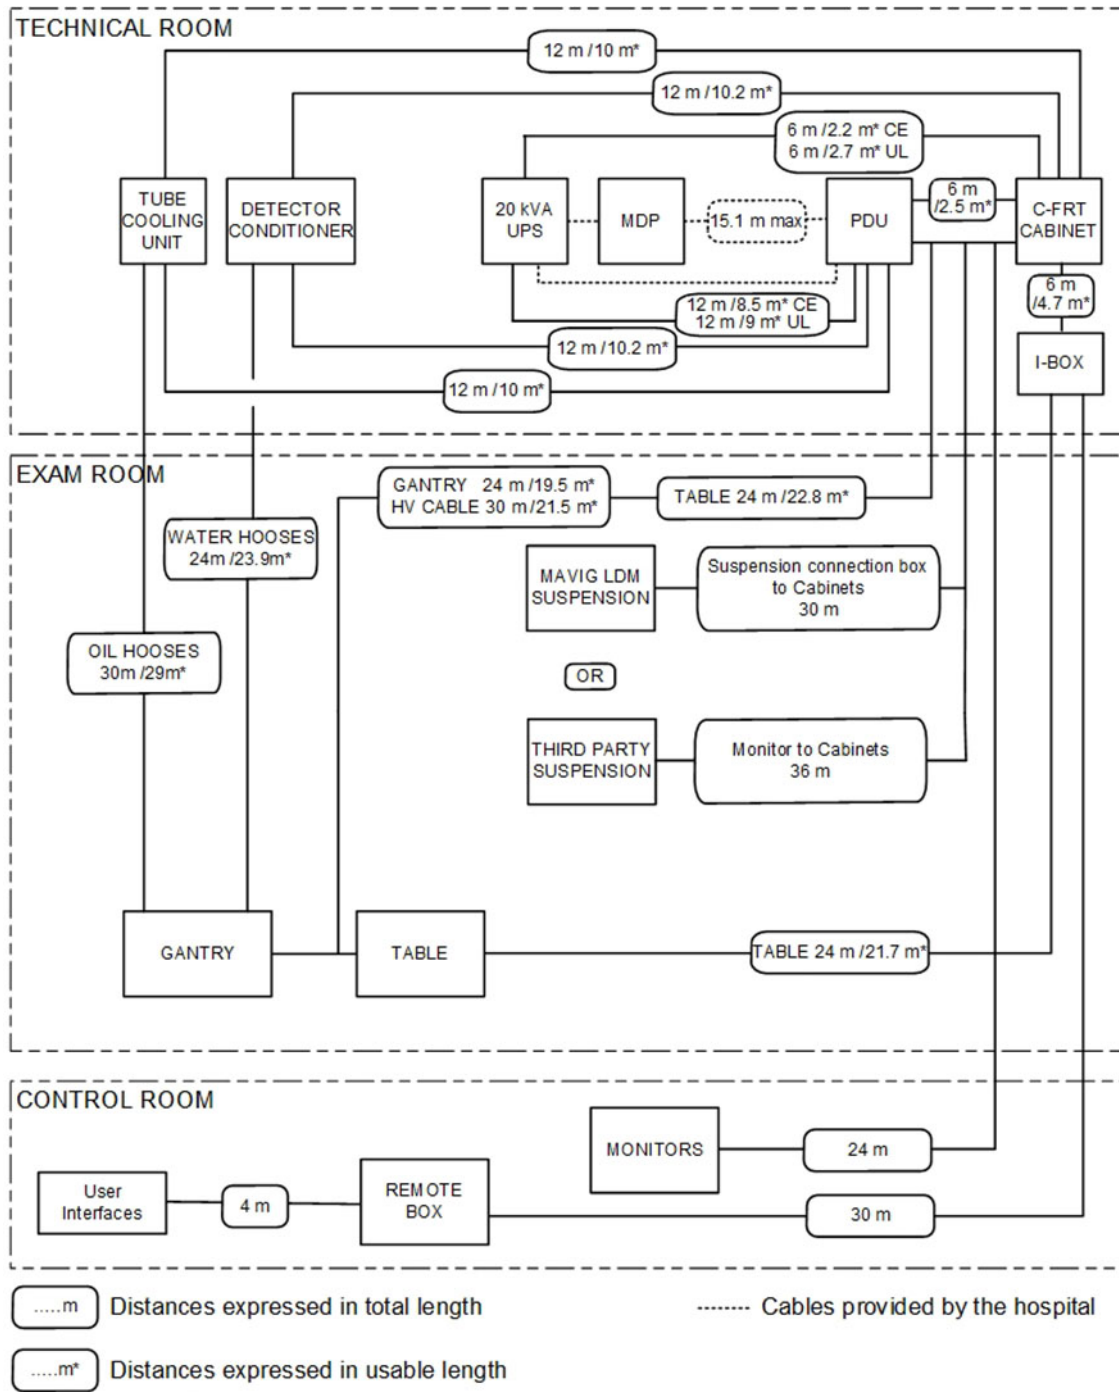 TECHNICAL ROOM
12 m /10 m*
12 m /10.2 m*
6 m /2.2 m* CE
6 m /2.7 m* UL
TUBE
COOLING
UNIT
DETECTOR
CONDITIONER
20 kVA
UPS
MDP
15.1 m max
PDU
6 m
/2.5 m*
C-FRT
CABINET
6 m
/4.7 m*
12 m /8.5 m* CE
12 m /9 m* UL
12 m /10.2 m*
12 m /10 m*
I-BOX
EXAM ROOM
GANTRY 24 m /19.5 m*
HV CABLE 30 m /21.5 m*
TABLE 24 m /22.8 m*
WATER HOOSES
24m /23.9m*
MAVIG LDM
SUSPENSION
Suspension connection box
to Cabinets
30 m
OIL HOOSES
30m /29m*
OR
THIRD PARTY
SUSPENSION
Monitor to Cabinets
36 m
GANTRY
TABLE
TABLE 24 m /21.7 m*
CONTROL ROOM
MONITORS
24 m
User
Interfaces
4 m
REMOTE
BOX
30 m
.....m
Distances expressed in total length
Cables provided by the hospital
.....m*
Distances expressed in usable length